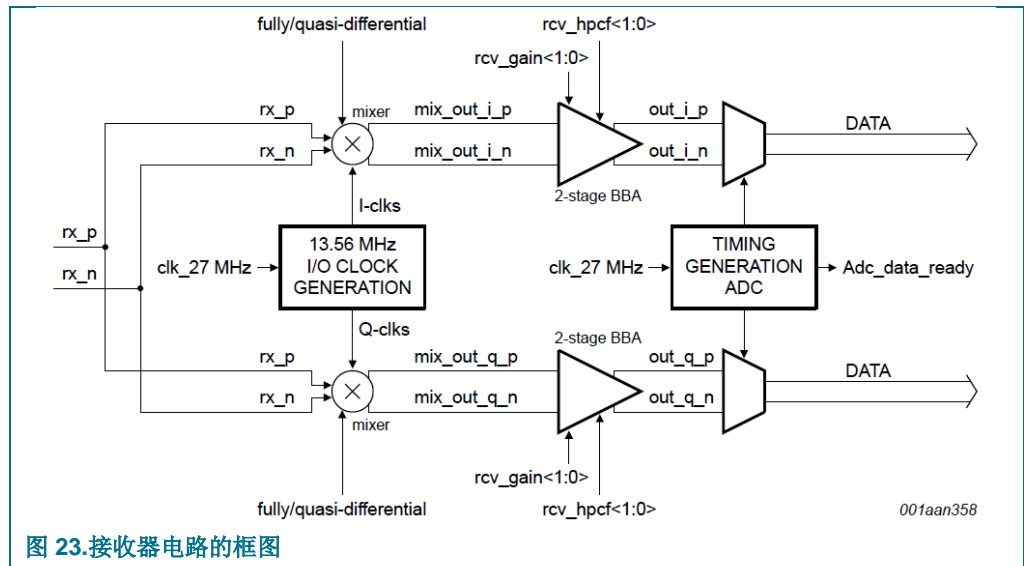 fully/quasi-differential
rcv_hpcf<1:0>
rcv_gain<1:0>
rx_p
mixer
mix_out_i_p
out_i_p
DATA
rx_n
mix_out_i_n
out_i_n
2-stage BBA
I-clks
rx_p
rx_n
clk_27 MHz
13.56 MHz
I/O CLOCK
GENERATION
clk_27 MHz
TIMING
GENERATION
ADC
Adc_data_ready
Q-clks
2-stage BBA
rx_p
mix_out_q_p
out_q_p
DATA
rx_n
mix_out_q_n
out_q_n
mixer
rcv_gain<1:0>
fully/quasi-differential
rcv_hpcf<1:0>
001aan358
图 23.接收器电路的框图